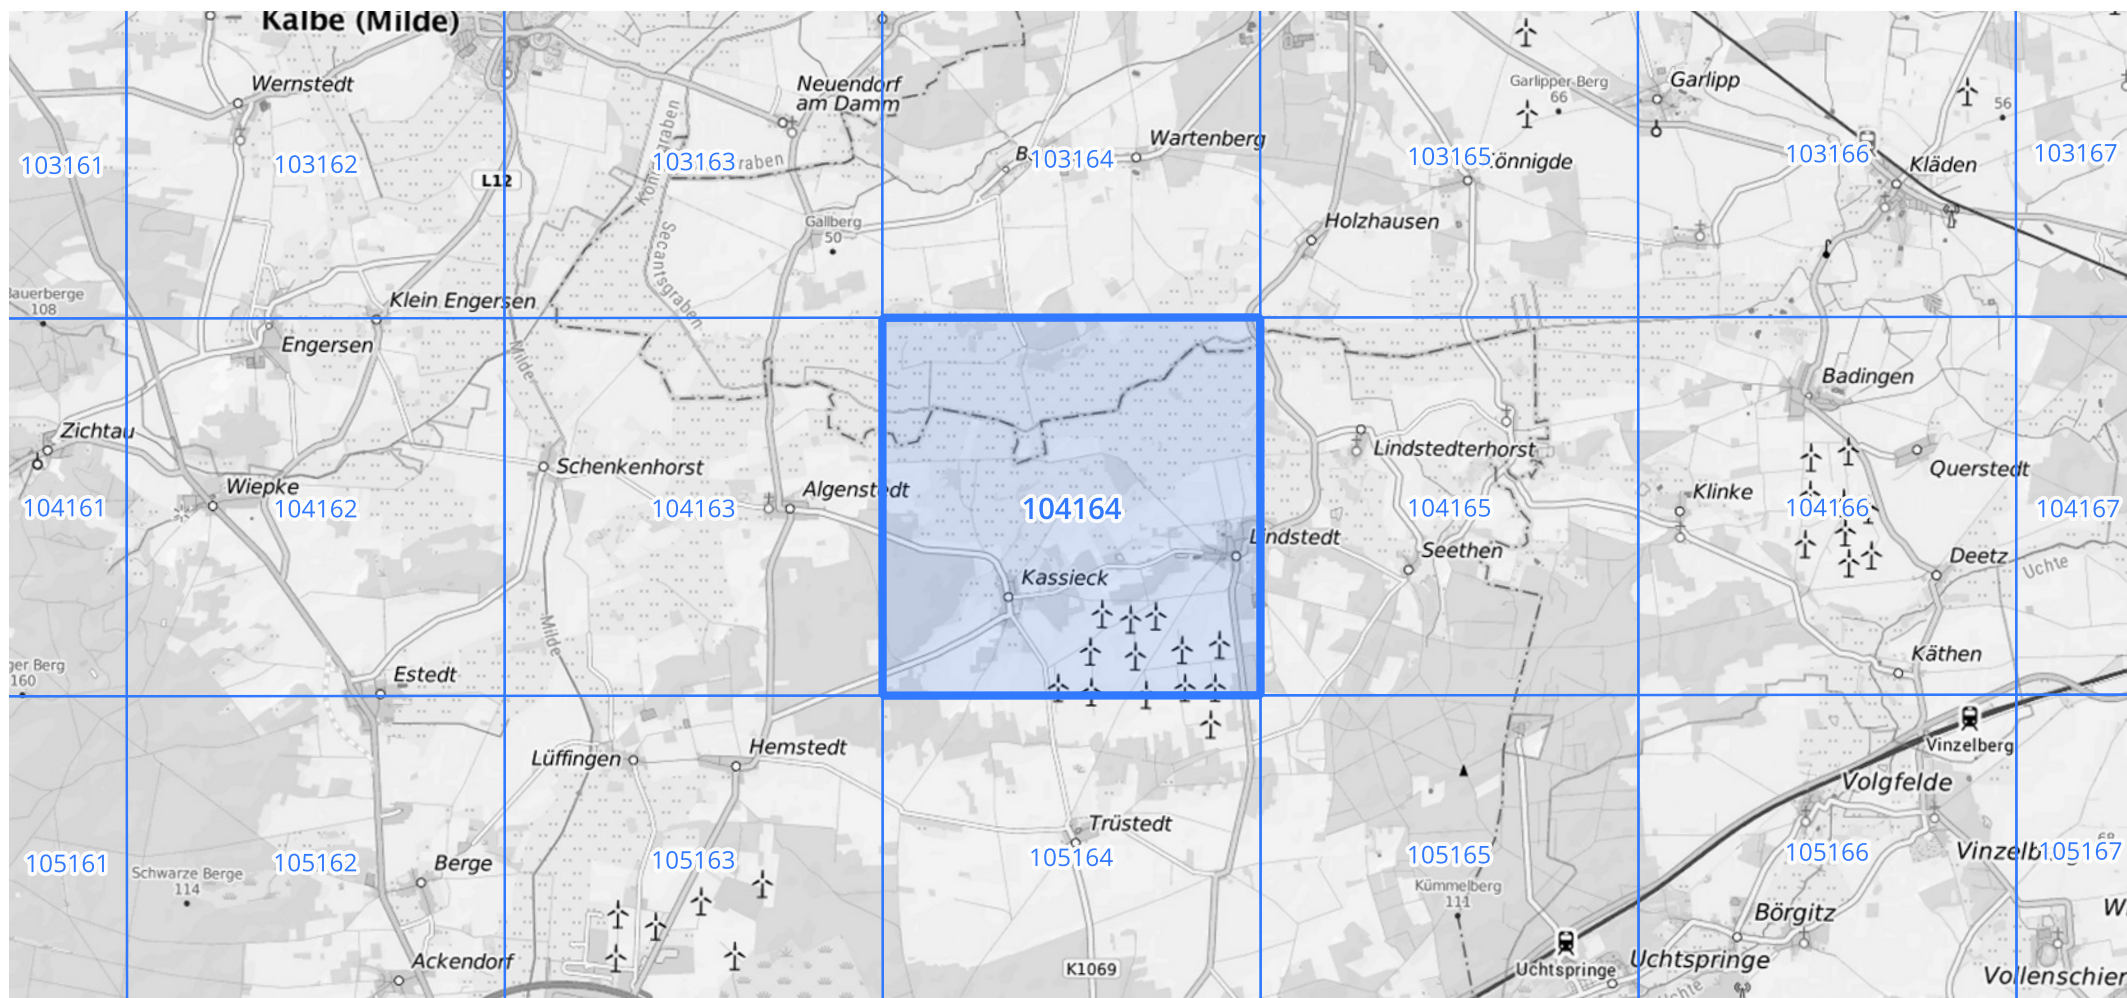 Kalbe (Milde)
Wernstedt
Neuendorf
am Damm
Garlipper Berg
66
Garlipp
56
Wartenberg
103161
103162
103163
103164
103165
103166
Kläden
103167
L12
Gallberg
50
Holzhausen
Secantsgraben
Klein Engersen
108
Engersen
Milde
Badingen
Zichtau
Schenkenhorst
Lindstedterhorst
Querstedt
Wiepke
Algenstedt
Klinke
104161
104162
104163
104164
104165
104166
104167
Lindstedt
Seethen
Deetz
Uchte
Kassieck
Milde
160
Estedt
Käthen
Lüffingen
Hemstedt
Vinzelberg
Volgfelde
Trüstedt
105161
105162
105163
105164
105165
105166
105167
Berge
Schwarze Berge
114
Kümmelberg
111
Börgitz
Ackendorf
K1069
Uchtspringe
Uchtspringe
Uchte